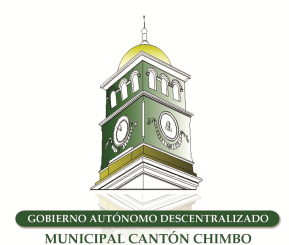 GOBIERNO AUTÓNOMO DESCENTRALIZADO
MUNICIPAL CANTÓN CHIMBO